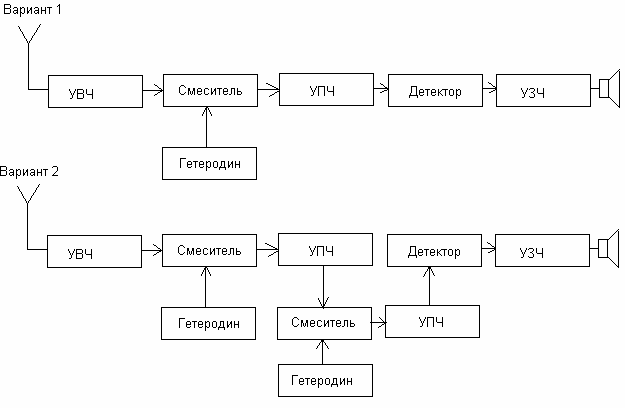 Вариант 1
УВЧ
Смеситель
УПЧ
Детектор
УЗЧ
Гетеродин
Вариант 2
УВЧ
Смеситель
УПЧ
Детектор
УЗЧ
Гетеродин
Смеситель
УПЧ
Гетеродин